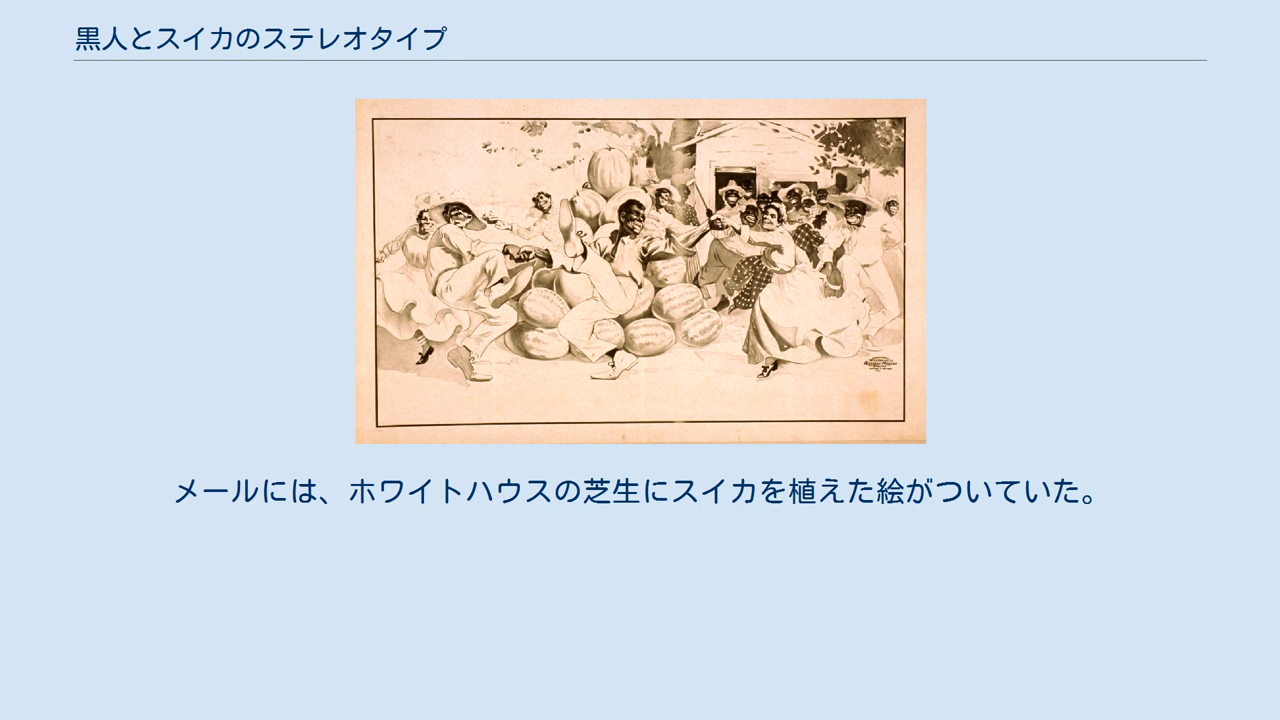 黒人とスイカのステレオタイプ
メールには、ホワイトハウスの芝生にスイカを植えた絵がついていた。